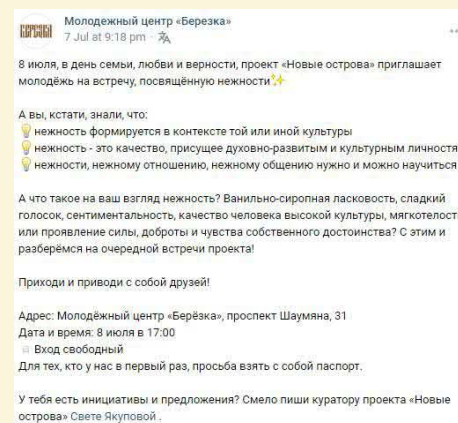 БЕРЕЗКА
Молодежный центр «Березка»
7 Jul at 9:18 pm ·
8 июля, в день семьи, любви и верности, проект «Новые острова» приглашает
молодёжь на встречу, посвящённую нежности✨
А вы, кстати, знали, что:
💡нежность формируется в контексте той или иной культуры
💡нежность - это качество, присущее духовно-развитым и культурным личностя
💡нежности, нежному отношению, нежному общению нужно и можно научиться
А что такое на ваш взгляд нежность? Ванильно-сиропная ласковость, сладкий
голосок, сентиментальность, качество человека высокой культуры, мягкотелост
или проявление силы, доброты и чувства собственного достоинства? С этим и
разберёмся на очередной встречи проекта!
Приходи и приводи с собой друзей!
Адрес: Молодёжный центр «Берёзка», проспект Шаумяна, 31
Дата и время: 8 июля в 17:00
▫️ Вход свободный
Для тех, кто у нас в первый раз, просьба взять с собой паспорт.
У тебя есть инициативы и предложения? Смело пиши куратору проекта «Новые
острова» Свете Якуповой .